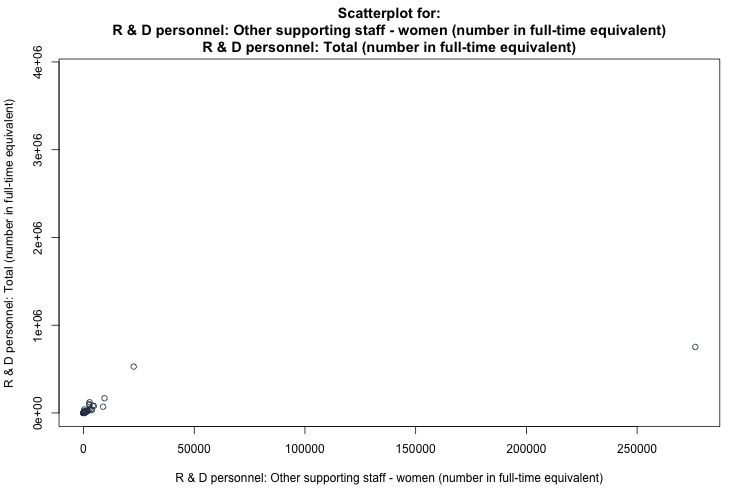 Scatterplot for:
R & D personnel: Other supporting staff - women (number in full-time equivalent)
R & D personnel: Total (number in full-time equivalent)
R & D personnel: Total (number in full-time equivalent)
4e+06
3e+06
2e+06
1e+06
0e+00
0 50000 100000 150000 200000 250000
R & D personnel: Other supporting staff - women (number in full-time equivalent)